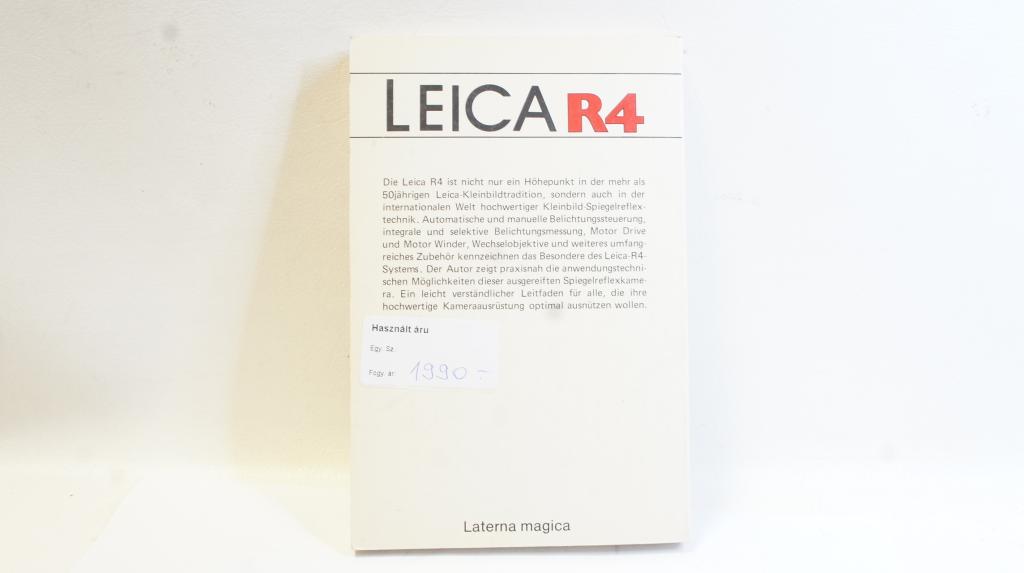 LEICA R4
Die Leica R4 ist nicht nur ein Höhepunkt in der mehr als
50jährigen Leica-Kleinbildtradition, sondern auch in der
internationalen Welt hochwertiger Kleinbild-Spiegelreflex-
technik. Automatische und manuelle Belichtungssteuerung,
integrale und selektive Belichtungsmessung, Motor Drive
und Motor Winder, Wechselobjektive und weiteres umfang-
reiches Zubehör kennzeichnen das Besondere des Leica-R4-
Systems. Der Autor zeigt praxisnah die anwendungstechni-
schen Möglichkeiten dieser ausgereiften Spiegelreflexkame-
ra. Ein leicht verständlicher Leitfaden für alle, die ihre
hochwertige Kameraausrüstung optimal ausnützen wollen.
Használt áru
Egy. Sz.:
Fogy. ár: 1990.-
Laterna magica